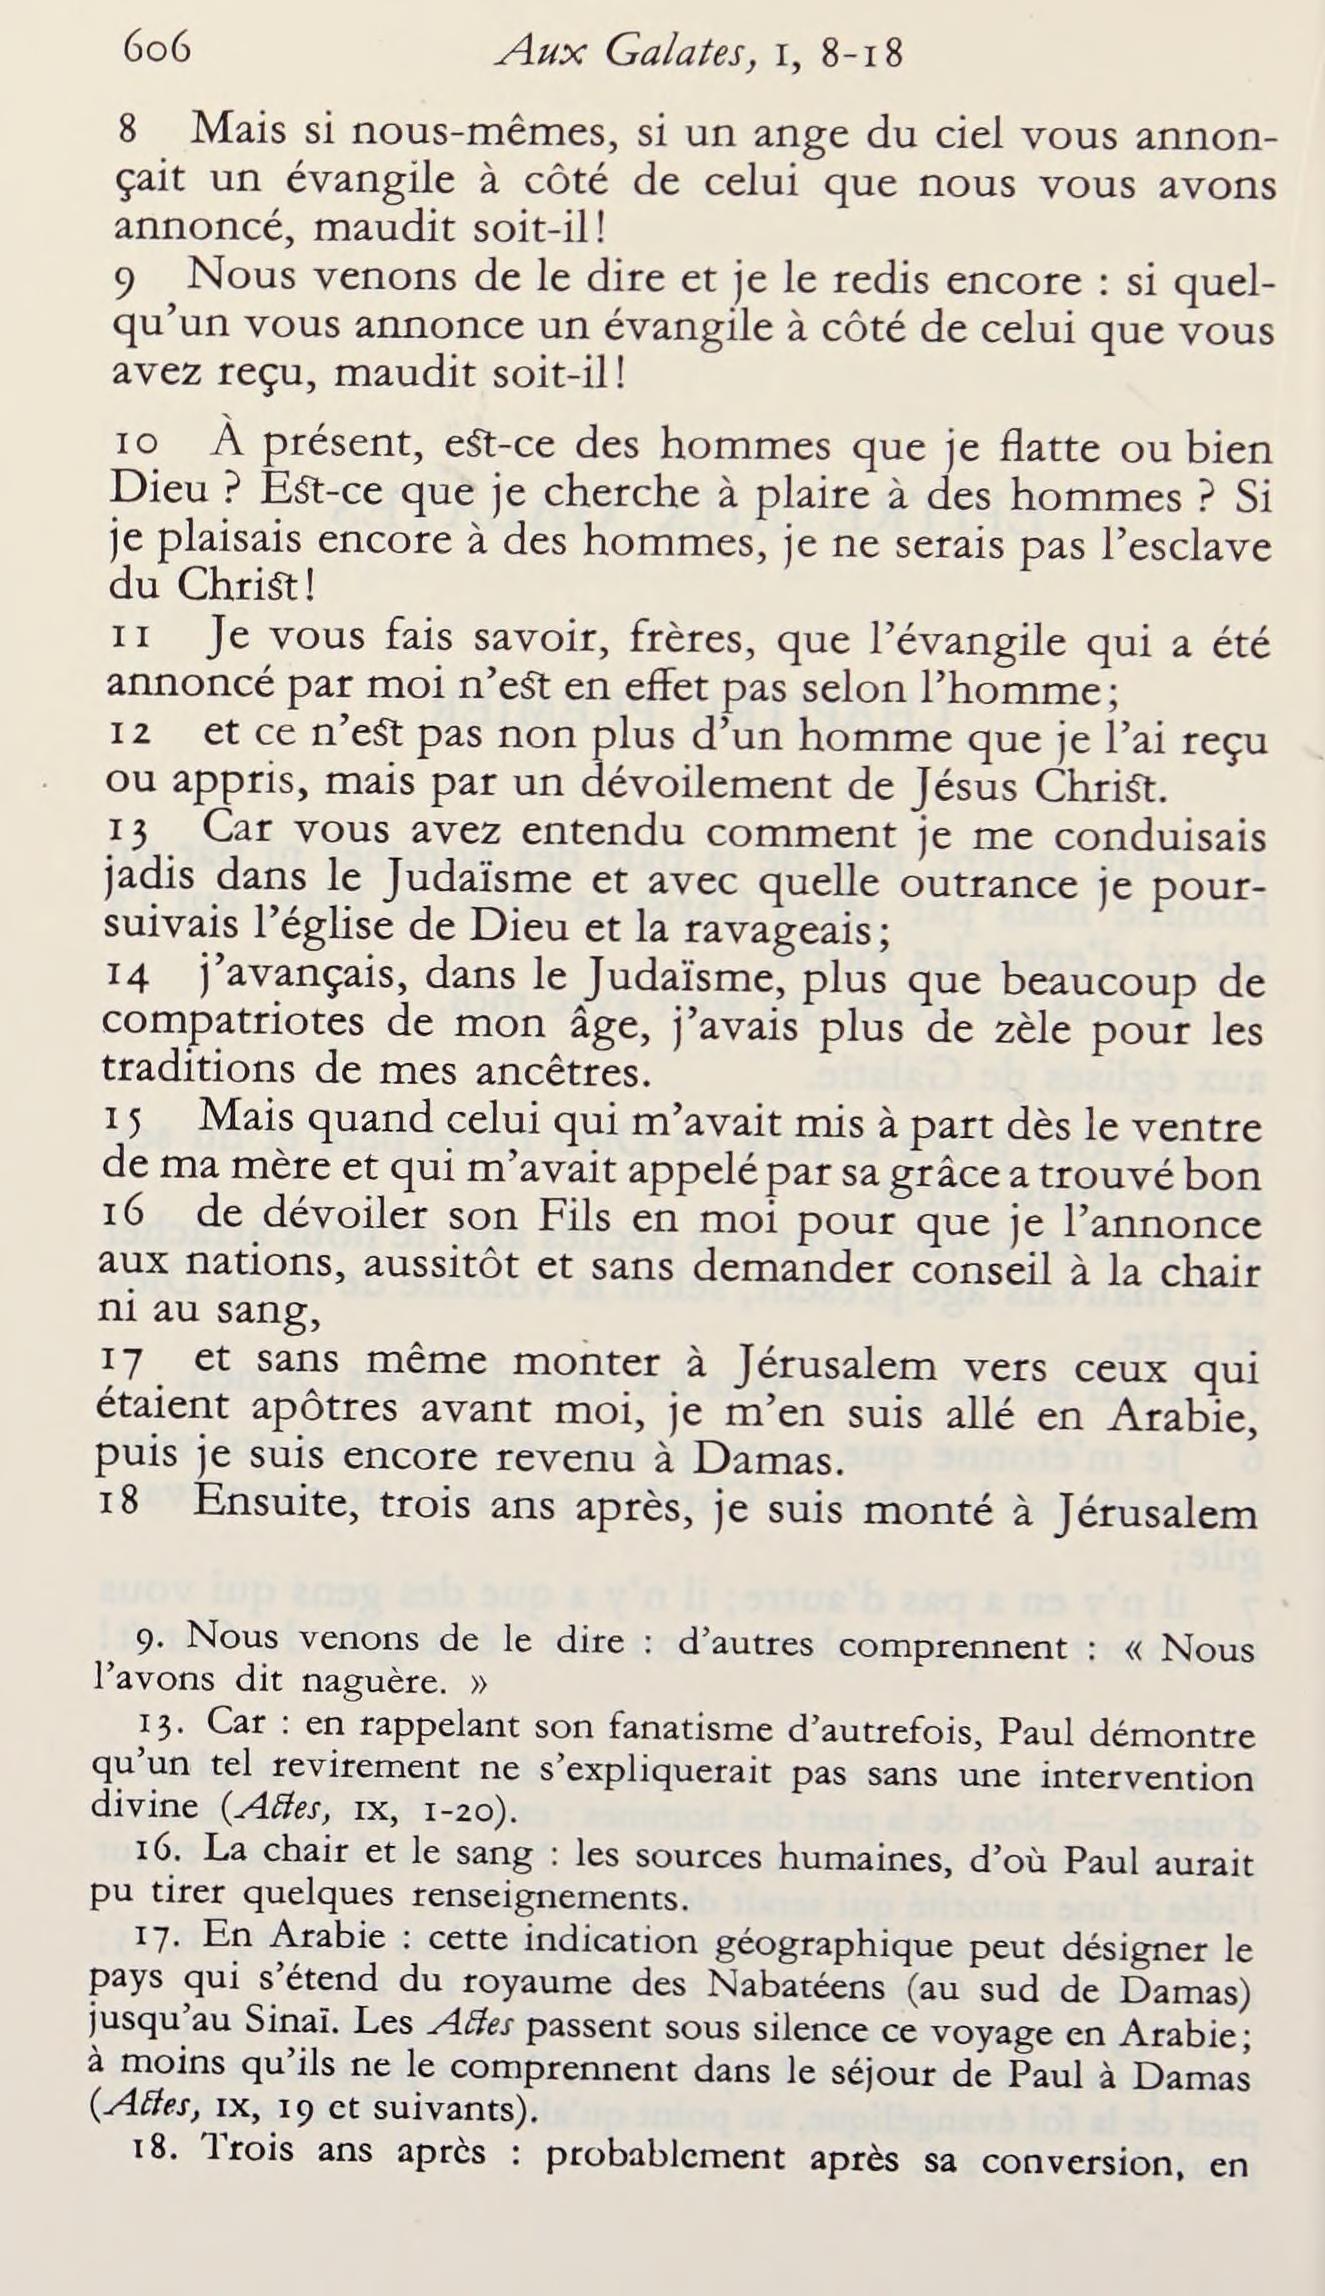 606 Aux Galates, I, 8-18
8 Mais si nous-mêmes, si un ange du ciel vous annon-
çait un évangile à côté de celui que nous vous avons
annoncé, maudit soit-il!
9 Nous venons de le dire et je le redis encore : si quel-
qu'un vous annonce un évangile à côté de celui que vous
avez reçu, maudit soit-il!
10 À présent, est-ce des hommes que je flatte ou bien
Dieu ? Est-ce que je cherche à plaire à des hommes ? Si
je plaisais encore à des hommes, je ne serais pas l'esclave
du Christ!
11 Je vous fais savoir, frères, que l'évangile qui a été
annoncé par moi n'est en effet pas selon l'homme;
12 et ce n'est pas non plus d'un homme que je l'ai reçu
ou appris, mais par un dévoilement de Jésus Christ.
13 Car vous avez entendu comment je me conduisais
jadis dans le Judaïsme et avec quelle outrance je pour-
suivais l'église de Dieu et la ravageais;
14 j'avançais, dans le Judaïsme, plus que beaucoup de
compatriotes de mon âge, j'avais plus de zèle pour les
traditions de mes ancêtres.
15 Mais quand celui qui m'avait mis à part dès le ventre
de ma mère et qui m'avait appelé par sa grâce a trouvé bon
16 de dévoiler son Fils en moi pour que je l'annonce
aux nations, aussitôt et sans demander conseil à la chair
ni au sang,
17 et sans même monter à Jérusalem vers ceux qui
étaient apôtres avant moi, je m'en suis allé en Arabie,
puis je suis encore revenu à Damas.
18 Ensuite, trois ans après, je suis monté à Jérusalem
9. Nous venons de le dire : d'autres comprennent : « Nous
l'avons dit naguère. »
13. Car : en rappelant son fanatisme d'autrefois, Paul démontre
qu'un tel revirement ne s'expliquerait pas sans une intervention
divine (Actes, IX, 1-20).
16. La chair et le sang : les sources humaines, d'où Paul aurait
pu tirer quelques renseignements.
17. En Arabie : cette indication géographique peut désigner le
pays qui s'étend du royaume des Nabatéens (au sud de Damas)
jusqu'au Sinaï. Les Actes passent sous silence ce voyage en Arabie;
à moins qu'ils ne le comprennent dans le séjour de Paul à Damas
(Actes, IX, 19 et suivants).
18. Trois ans après : probablement après sa conversion, en